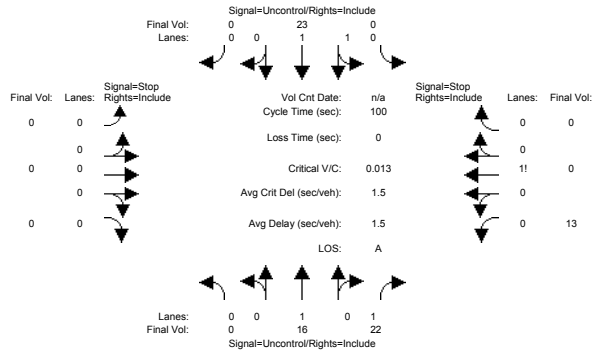 Signal=Uncontrol/Rights=Include
Final Vol: 0 23 0
Lanes: 0 0 1 1 0
Signal=Stop Signal=Stop
Final Vol: Lanes: Rights=Include Vol Cnt Date: n/a Rights=Include Lanes: Final Vol:
Cycle Time (sec): 100
0 0 0 0
Loss Time (sec): 0
0 0
0 0 Critical V/C: 0.013 1! 0
0 Avg Crit Del (sec/veh): 1.5 0
0 0 Avg Delay (sec/veh): 1.5 0 13
LOS: A
Lanes: 0 0 1 0 1
Final Vol: 0 16 22
Signal=Uncontrol/Rights=Include